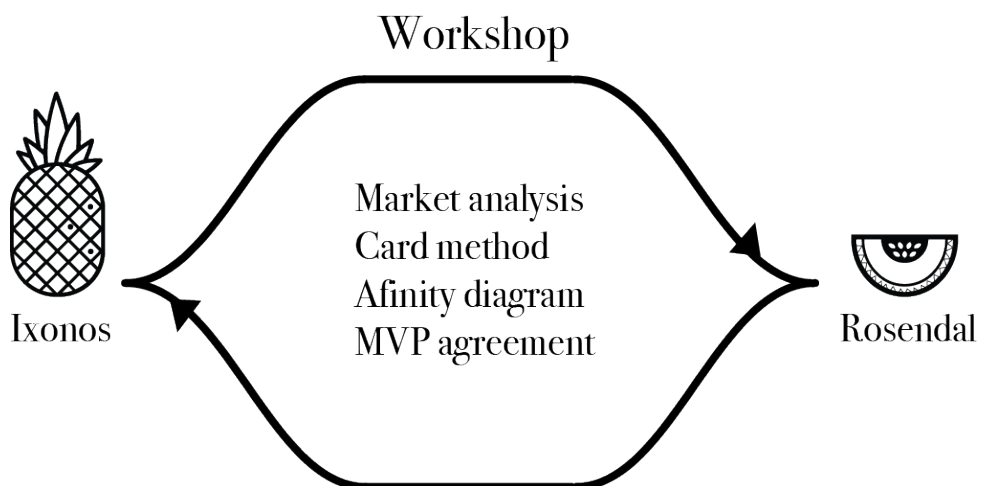 Workshop
Market analysis
Card method
Afinity diagram
MVP agreement
Ixonos
Rosendal